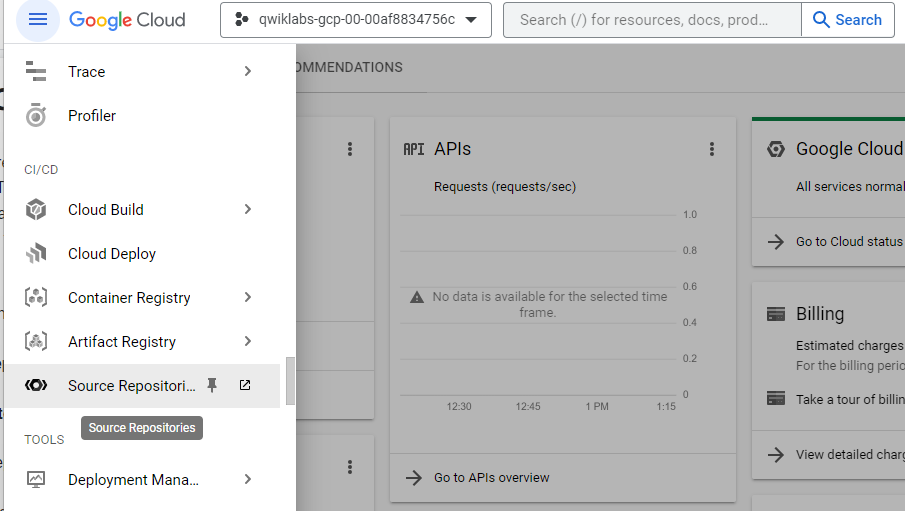 Google Cloud
qwiklabs-gcp-00-00af8834756c
Search (/) for resources, docs, prod...
Search
Trace
Profiler
CI/CD
Cloud Build
Cloud Deploy
Container Registry
Artifact Registry
Source Repositori...
Source Repositories
TOOLS
Deployment Mana...
OMMENDATIONS
API APIs
Requests (requests/sec)
1.0
0.8
0.6
No data is available for the selected time
frame.
0.4
0.2
0
12:30 12:45 1 PM 1:15
Go to APIs overview
Google Cloud
All services normal
Go to Cloud status
Billing
Estimated charges
For the billing perio
Take a tour of billin
View detailed charg